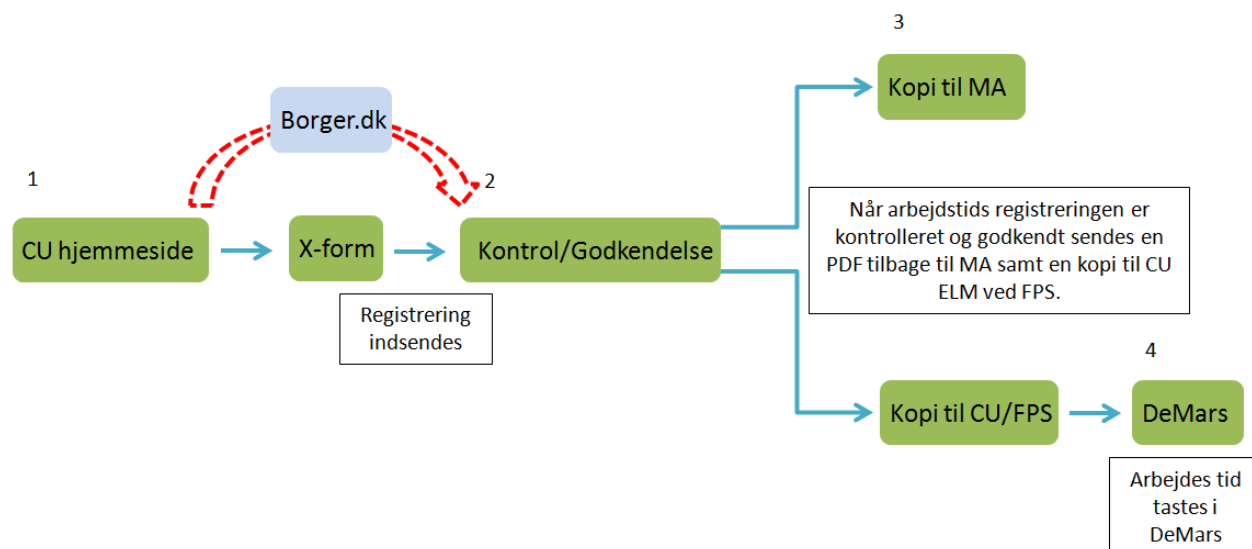 3
Kopi til MA
Borger.dk
1
2
CU hjemmeside
X-form
Kontrol/Godkendelse
Når arbejdstids registreringen er
kontrolleret og godkendt sendes en
PDF tilbage til MA samt en kopi til CU
ELM ved FPS.
Registrering
indsendes
4
Kopi til CU/FPS
DeMars
Arbejdes tid
tastes i
DeMars